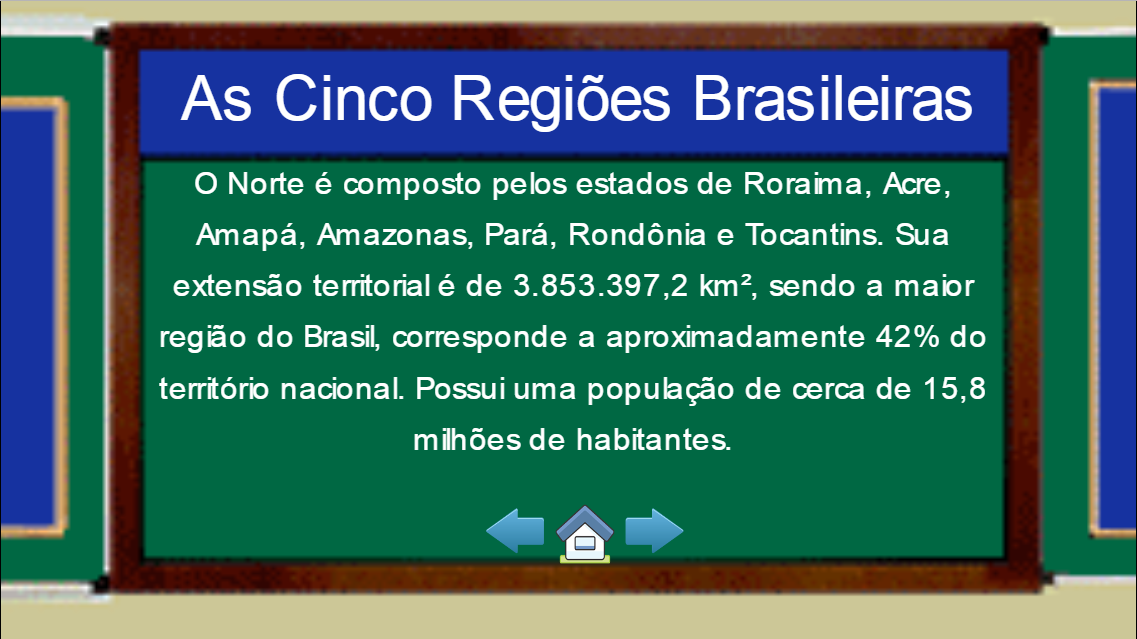 As Cinco Regiões Brasileiras
O Norte é composto pelos estados de Roraima, Acre,
Amapá, Amazonas, Pará, Rondônia e Tocantins. Sua
extensão territorial é de 3.853.397,2 km², sendo a maior
região do Brasil, corresponde a aproximadamente 42% do
território nacional. Possui uma população de cerca de 15,8
milhões de habitantes.